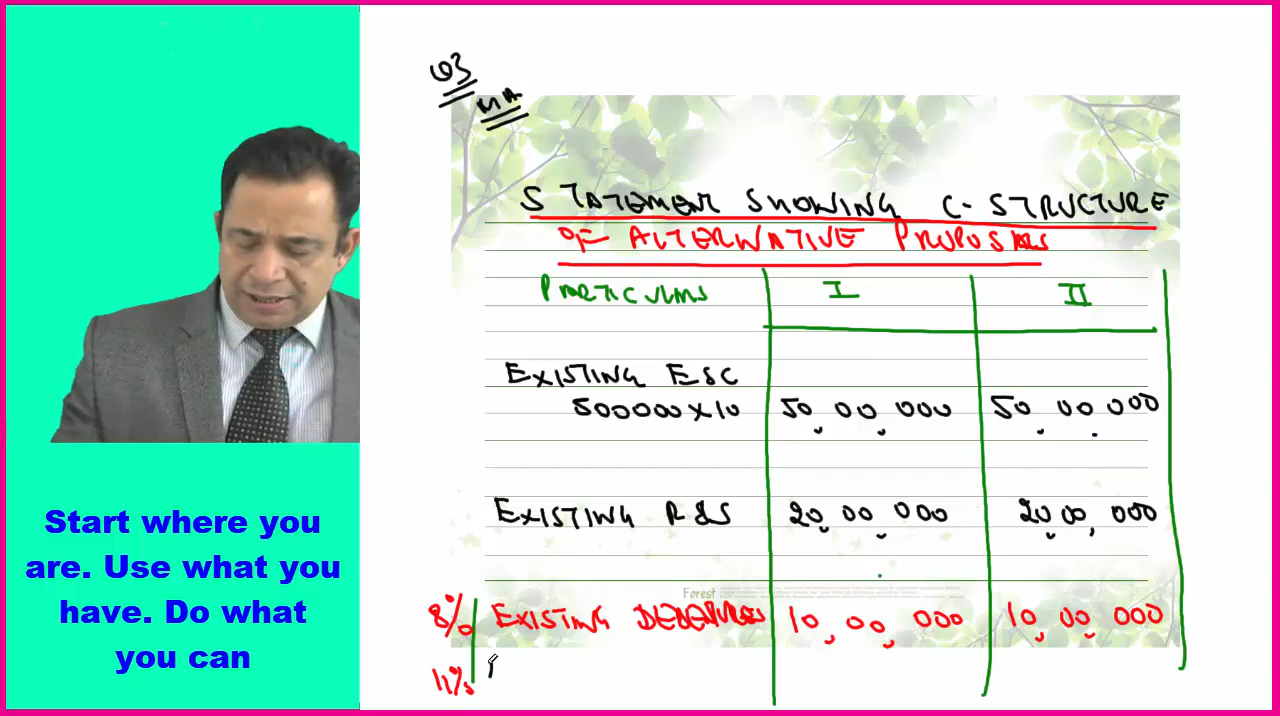 Q3
MA
STATEMENT SHOWING C-STRUCTURE
OF ALTERNATIVE PROPOSALS
PARTICULARS I II
EXISTING ESC
500000 X 10 50,00,000 50,00,000
EXISTING R&S 20,00,000 20,00,000
Forest
8% EXISTING DEBENTURES 10,00,000 10,00,000
11%
Start where you
are. Use what you
have. Do what
you can